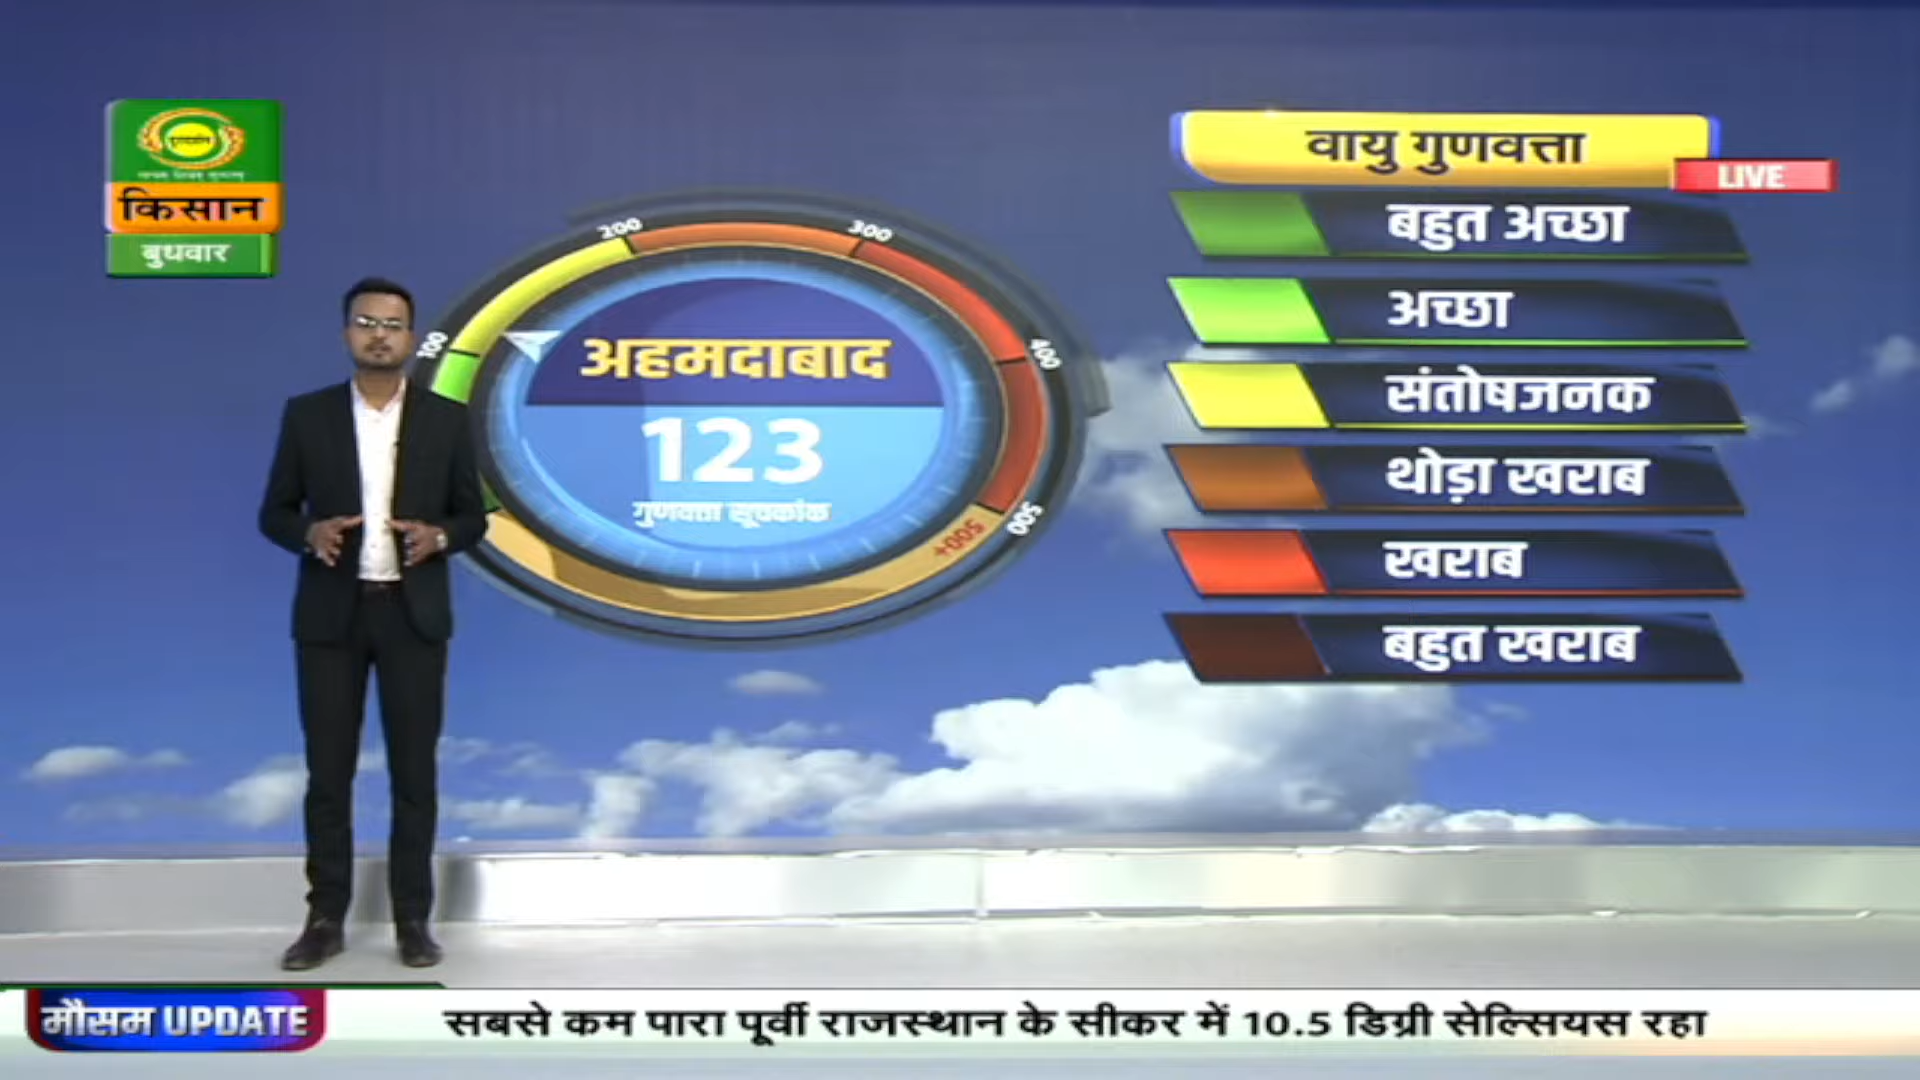 किसान
बुधवार
वायु गुणवत्ता
LIVE
बहुत अच्छा
अच्छा
संतोषजनक
थोड़ा खराब
खराब
बहुत खराब
100
200
300
400
500
500+
अहमदाबाद
123
गुणवत्ता सूचकांक
मौसम UPDATE
सबसे कम पारा पूर्वी राजस्थान के सीकर में 10.5 डिग्री सेल्सियस रहा